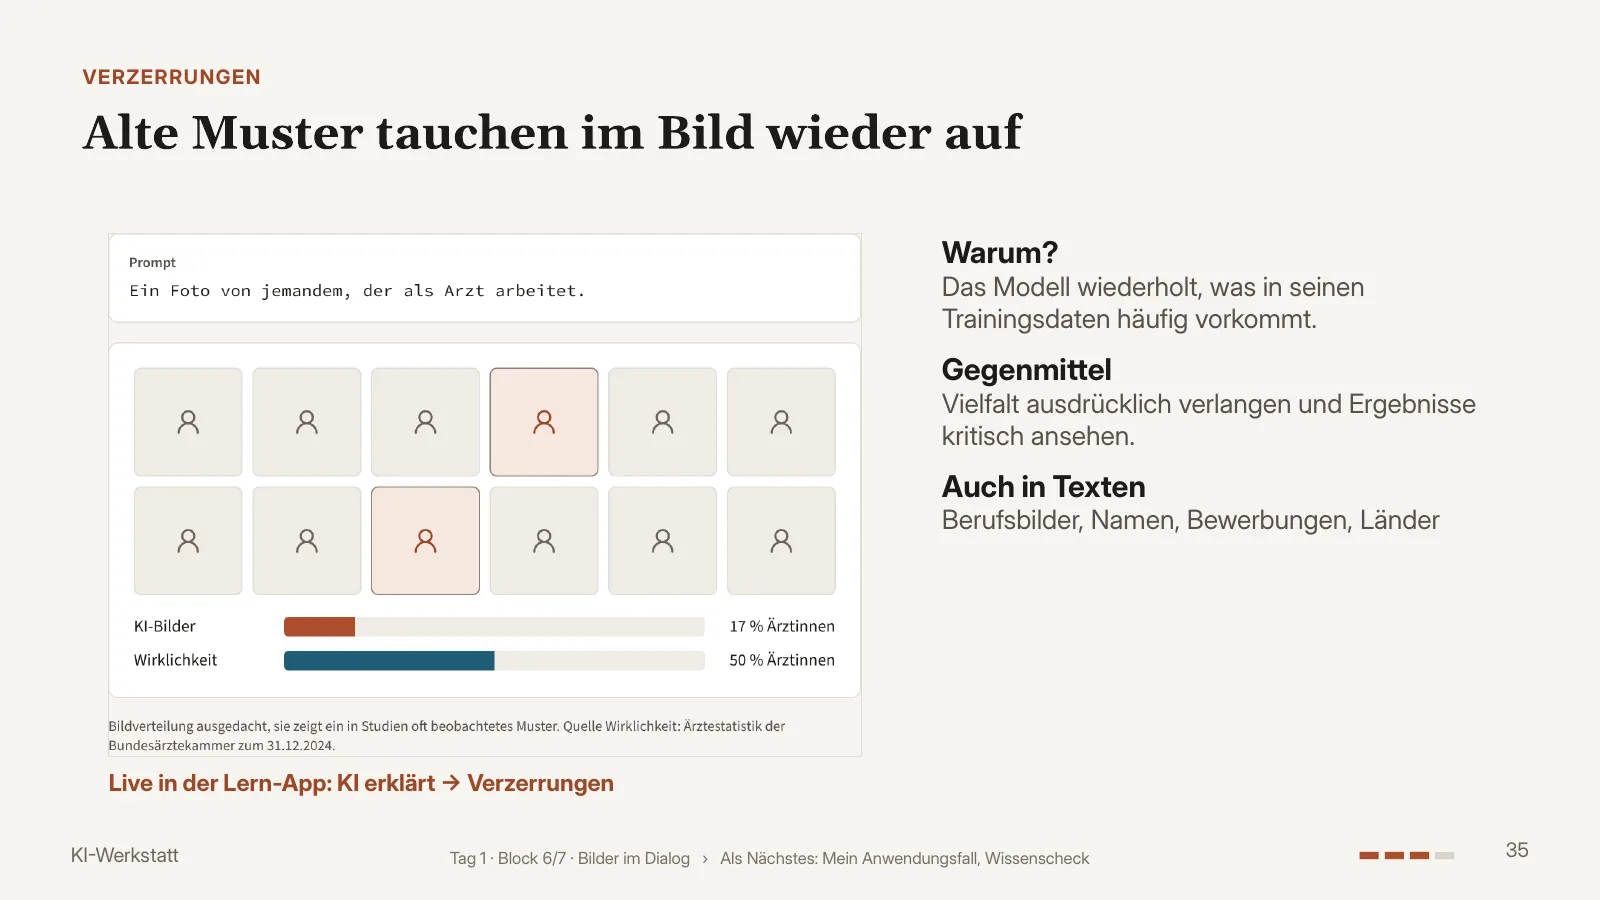 VERZERRUNGEN
Alte Muster tauchen im Bild wieder auf
Prompt
Ein Foto von jemandem, der als Arzt arbeitet.
KI-Bilder
17 % Ärztinnen
Wirklichkeit
50 % Ärztinnen
Bildverteilung ausgedacht, sie zeigt ein in Studien oft beobachtetes Muster. Quelle Wirklichkeit: Ärztestatistik der
Bundesärztekammer zum 31.12.2024.
Live in der Lern-App: KI erklärt → Verzerrungen
Warum?
Das Modell wiederholt, was in seinen
Trainingsdaten häufig vorkommt.
Gegenmittel
Vielfalt ausdrücklich verlangen und Ergebnisse
kritisch ansehen.
Auch in Texten
Berufsbilder, Namen, Bewerbungen, Länder
KI-Werkstatt
Tag 1 · Block 6/7 · Bilder im Dialog › Als Nächstes: Mein Anwendungsfall, Wissenscheck
35